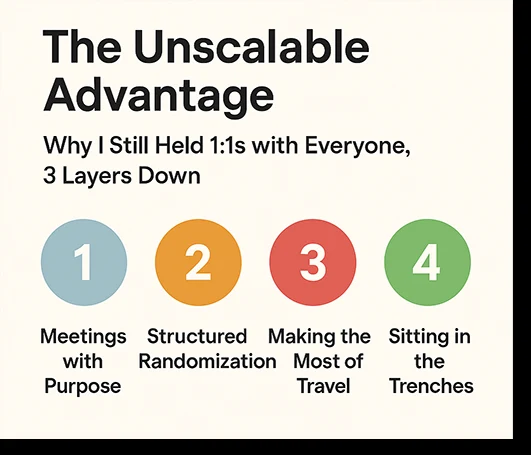 The Unscalable
Advantage
Why I Still Held 1:1s with Everyone,
3 Layers Down
1
2
3
4
Meetings
with
Purpose
Structured
Randomization
Making the
Most of
Travel
Sitting in
the
Trenches